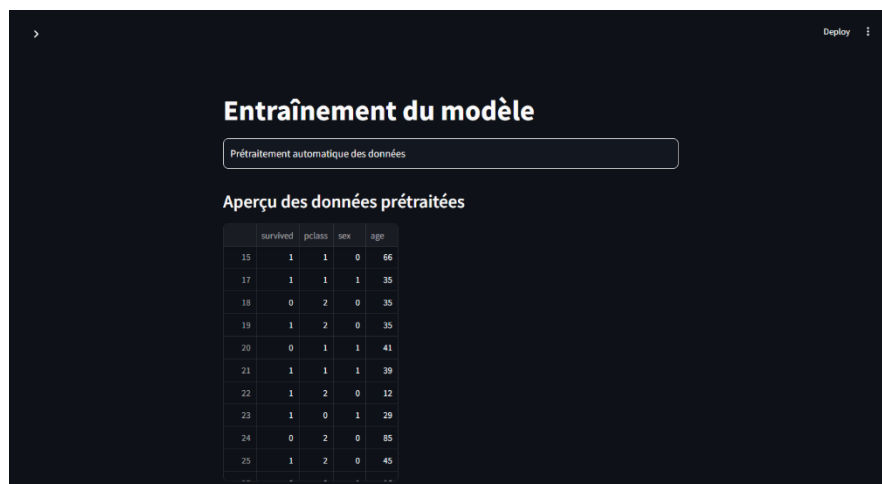 Deploy
Entraînement du modèle
Prétraitement automatique des données
Aperçu des données prétraitées
survived pclass sex age
15 1 1 0 66
17 1 1 1 35
18 0 2 0 35
19 1 2 0 35
20 0 1 1 41
21 1 1 1 39
22 1 2 0 12
23 1 0 1 29
24 0 2 0 85
25 1 2 0 45